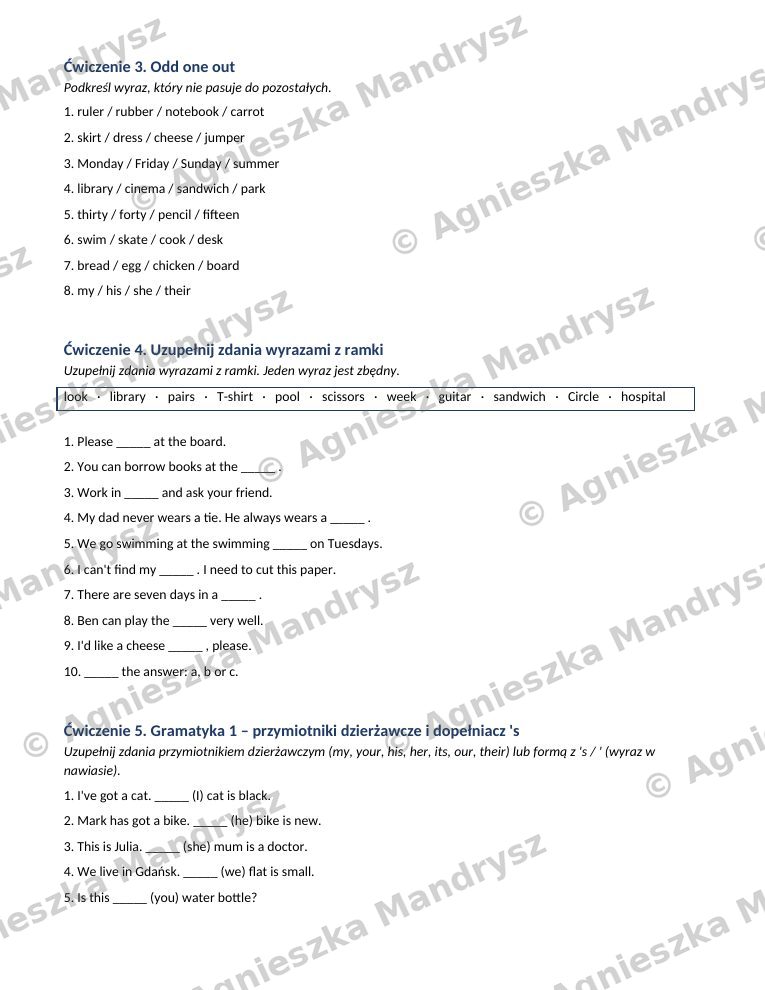 Ćwiczenie 3. Odd one out
Podkreśl wyraz, który nie pasuje do pozostałych.
1. ruler / rubber / notebook / carrot
2. skirt / dress / cheese / jumper
3. Monday / Friday / Sunday / summer
4. library / cinema / sandwich / park
5. thirty / forty / pencil / fifteen
6. swim / skate / cook / desk
7. bread / egg / chicken / board
8. my / his / she / their
Ćwiczenie 4. Uzupełnij zdania wyrazami z ramki
Uzupełnij zdania wyrazami z ramki. Jeden wyraz jest zbędny.
look · library · pairs · T-shirt · pool · scissors · week · guitar · sandwich · Circle · hospital
1. Please _____ at the board.
2. You can borrow books at the _____ .
3. Work in _____ and ask your friend.
4. My dad never wears a tie. He always wears a _____ .
5. We go swimming at the swimming _____ on Tuesdays.
6. I can't find my _____ . I need to cut this paper.
7. There are seven days in a _____ .
8. Ben can play the _____ very well.
9. I'd like a cheese _____ , please.
10. _____ the answer: a, b or c.
Ćwiczenie 5. Gramatyka 1 – przymiotniki dzierżawcze i dopełniacz 's
Uzupełnij zdania przymiotnikiem dzierżawczym (my, your, his, her, its, our, their) lub formą z 's / ' (wyraz w
nawiasie).
1. I've got a cat. _____ (I) cat is black.
2. Mark has got a bike. _____ (he) bike is new.
3. This is Julia. _____ (she) mum is a doctor.
4. We live in Gdańsk. _____ (we) flat is small.
5. Is this _____ (you) water bottle?
© Agnieszka Mandrysz